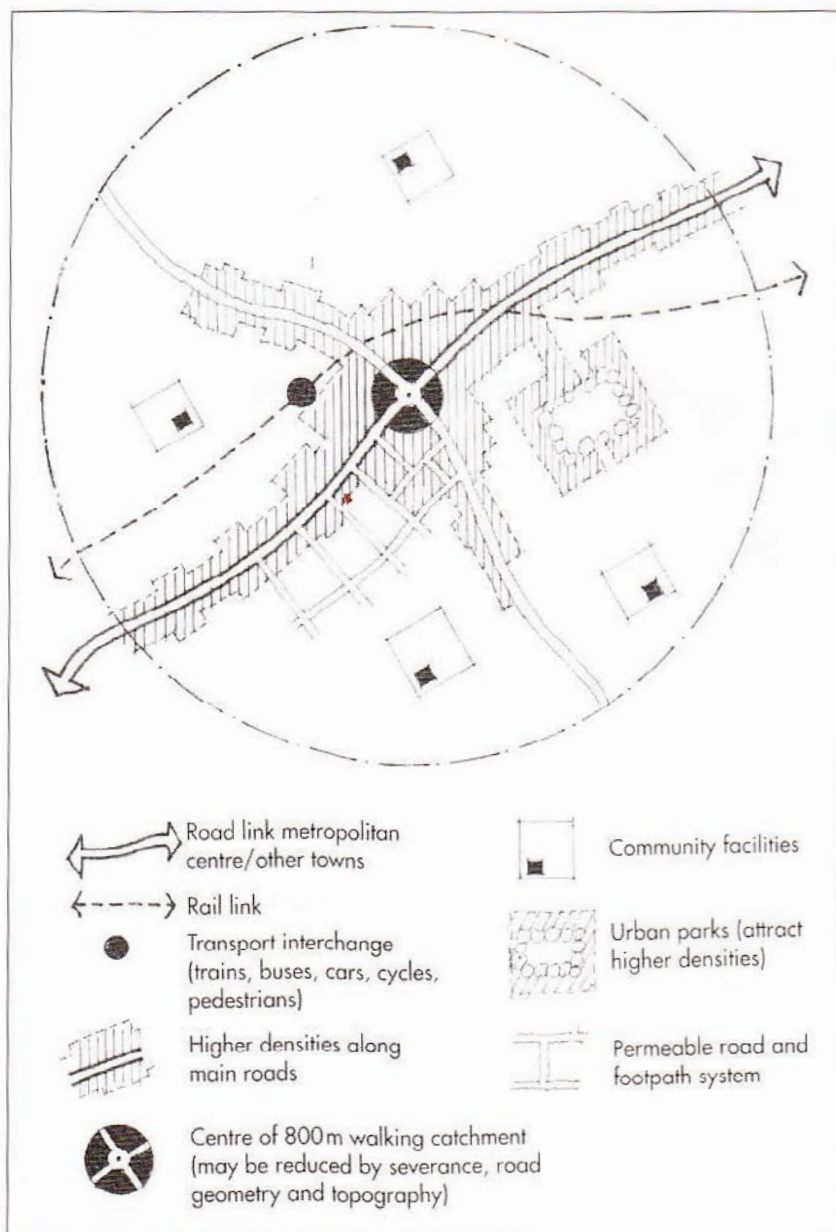 Road link metropolitan
centre/other towns
Rail link
Transport interchange
(trains, buses, cars, cycles,
pedestrians)
Higher densities along
main roads
Centre of 800m walking catchment
(may be reduced by severance, road
geometry and topography)
Community facilities
Urban parks (attract
higher densities)
Permeable road and
footpath system